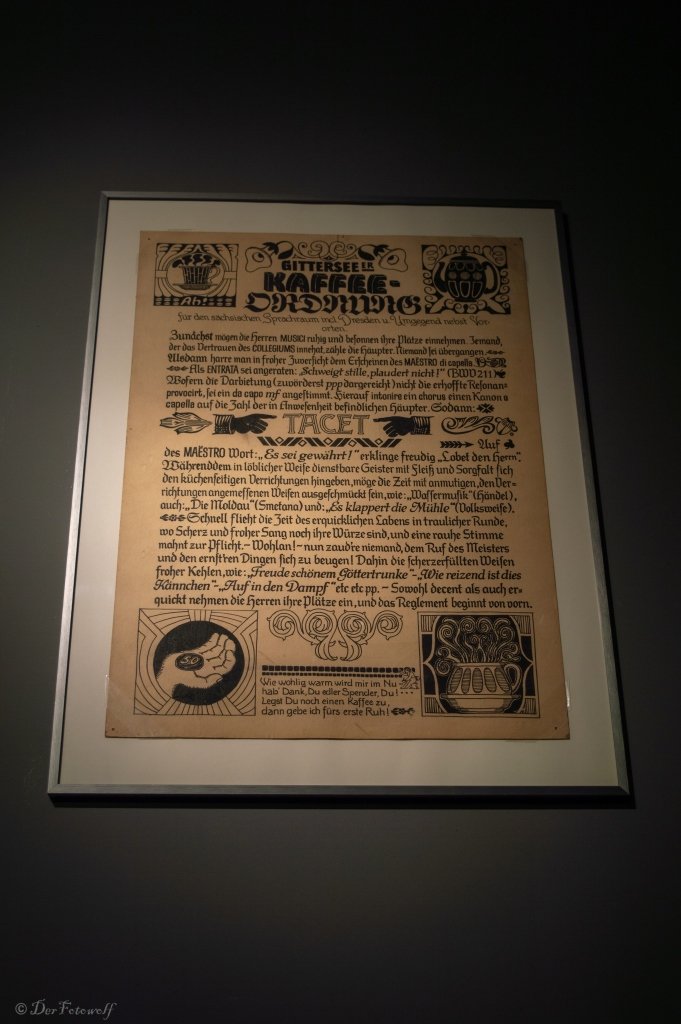 Ah!
GITTERSEEER
KAFFEE-
ORDNUNG
für den sächsischen Sprachraum incl. Dresden u. Umgegend nebst Vor-
orten.
Zunächst mögen die Herren MUSICI ruhig und besonnen ihre Plätze einnehmen. Jemand,
der das Vertrauen des COLLEGIUMS innehat, zähle die Häupter. Niemand sei übergangen.
Alsdann harre man in froher Zuversicht dem Erscheinen des MAËSTRO di capella.
Als ENTRATA sei angeraten: „Schweigt stille, plaudert nicht!" (BWV 211)
Wofern die Darbietung (zuvörderst ppp dargereicht) nicht die erhoffte Resonanz
provocirt, sei ein da capo mf angestimmt. Hierauf intonire ein chorus einen Kanon a
capella auf die Zahl der in Anwesenheit befindlichen Häupter. Sodann:
TACET
Auf
des MAËSTRO Wort: „Es sei gewährt!" erklinge freudig „Lobet den Herrn".
Währenddem in löblicher Weise dienstbare Geister mit Fleiß und Sorgfalt sich
den küchenseitigen Verrichtungen hingeben, möge die Zeit mit anmutigen, den Ver-
richtungen angemessenen Weisen ausgeschmückt sein, wie: „Wassermusik" (Händel),
auch: „Die Moldau" (Smetana) und: „Es klappert die Mühle" (Volksweise).
Schnell flieht die Zeit des erquicklichen Labens in traulicher Runde,
wo Scherz und froher Sang noch ihre Würze sind, und eine rauhe Stimme
mahnt zur Pflicht. – Wohlan! – nun zaud're niemand, dem Ruf des Meisters
und den ernst'ren Dingen sich zu beugen! Dahin die scherzerfüllten Weisen
froher Kehlen, wie: „Freude schönem Göttertrunke" – „Wie reizend ist dies
Kännchen" – „Auf in den Dampf" etc etc pp. – Sowohl decent als auch er-
quickt nehmen die Herren ihre Plätze ein, und das Reglement beginnt von vorn.
50
Wie wohlig warm wird mir im Nu
hab' Dank, Du edler Spender, Du!
Legst Du noch einen Kaffee zu,
dann gebe ich fürs erste Ruh!
© DerFotowolf